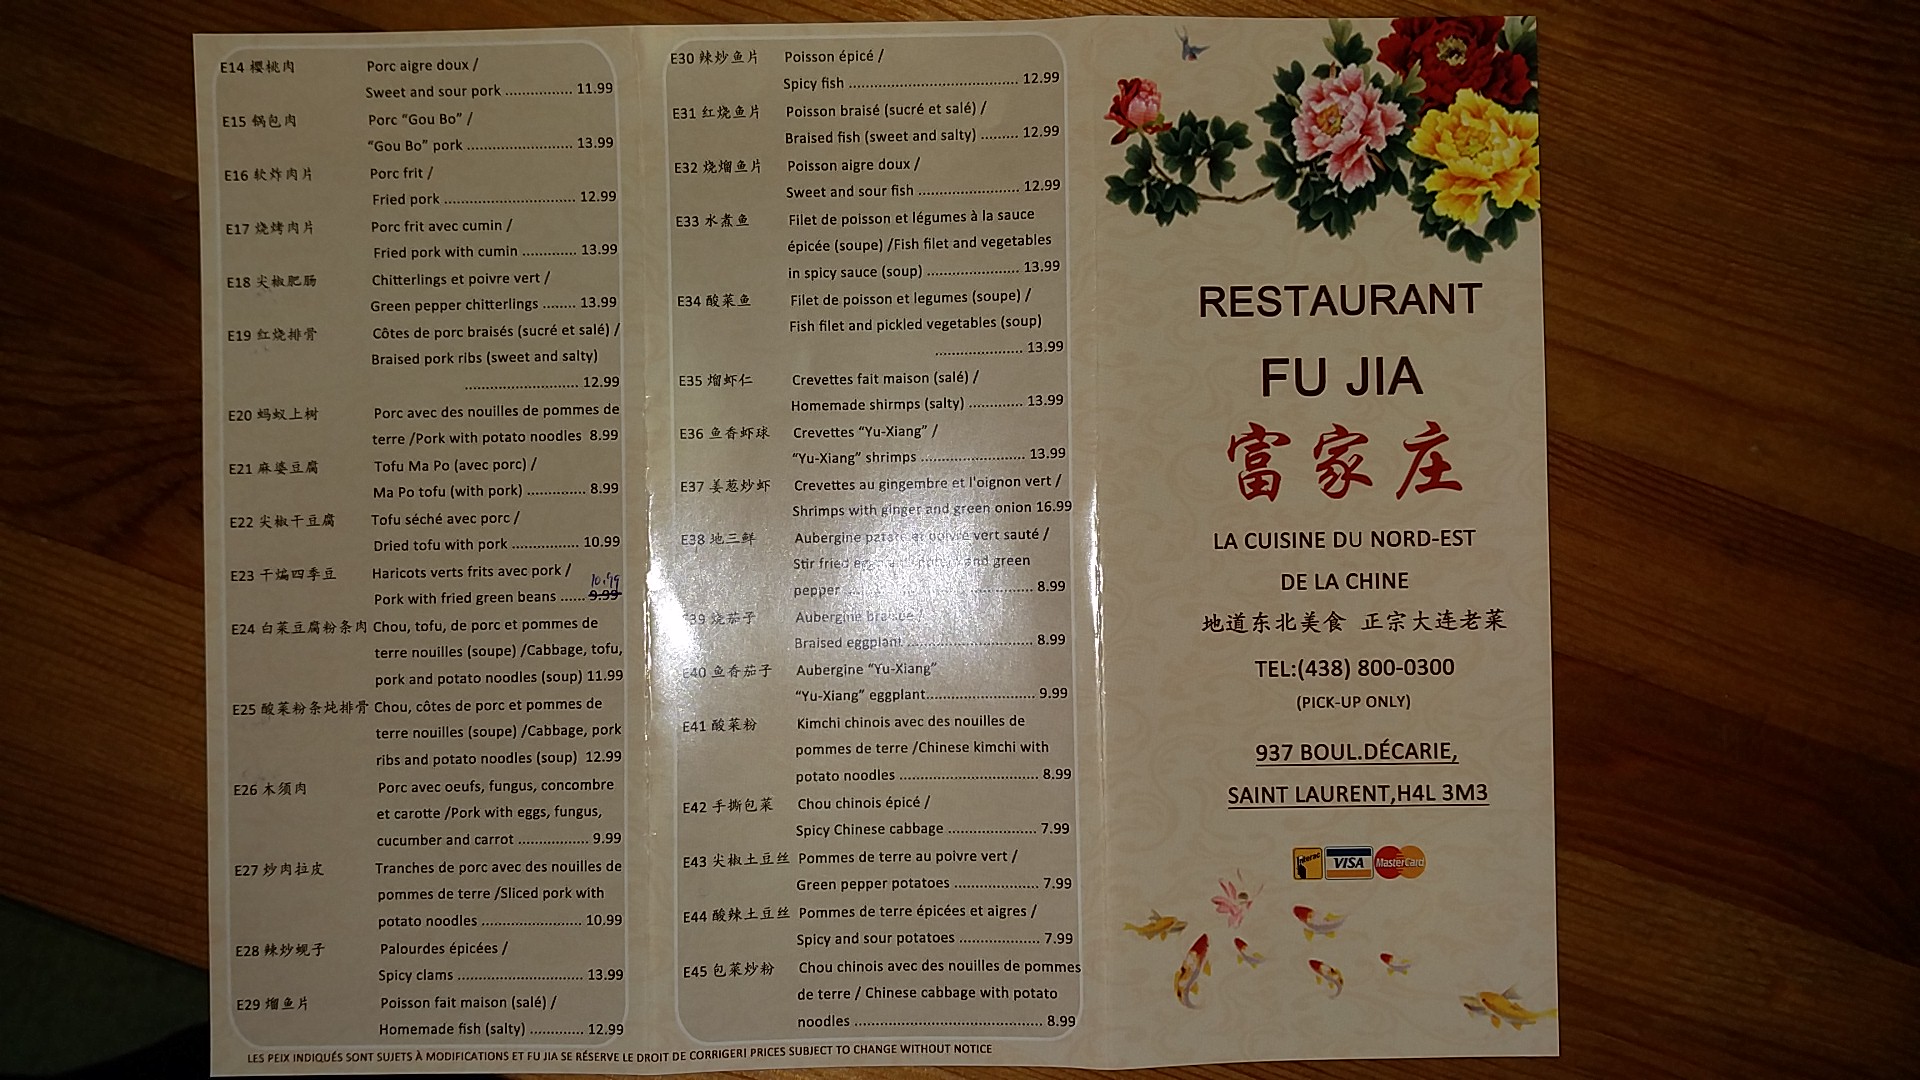 E14 樱桃肉 Porc aigre doux /
Sweet and sour pork ................ 11.99
E15 锅包肉 Porc “Gou Bo” /
“Gou Bo” pork ......................... 13.99
E16 软炸肉片 Porc frit /
Fried pork ............................... 12.99
E17 烧烤肉片 Porc frit avec cumin /
Fried pork with cumin ............. 13.99
E18 尖椒肥肠 Chitterlings et poivre vert /
Green pepper chitterlings ........ 13.99
E19 红烧排骨 Côtes de porc braisés (sucré et salé) /
Braised pork ribs (sweet and salty)
........................... 12.99
E20 蚂蚁上树 Porc avec des nouilles de pommes de
terre /Pork with potato noodles 8.99
E21 麻婆豆腐 Tofu Ma Po (avec porc) /
Ma Po tofu (with pork) .............. 8.99
E22 尖椒干豆腐 Tofu séché avec porc /
Dried tofu with pork ................ 10.99
E23 干煸四季豆 Haricots verts frits avec pork /
10.99
Pork with fried green beans ...... 9.99
E24 白菜豆腐粉条肉 Chou, tofu, de porc et pommes de
terre nouilles (soupe) /Cabbage, tofu,
pork and potato noodles (soup) 11.99
E25 酸菜粉条炖排骨 Chou, côtes de porc et pommes de
terre nouilles (soupe) /Cabbage, pork
ribs and potato noodles (soup) 12.99
E26 木须肉 Porc avec oeufs, fungus, concombre
et carotte /Pork with eggs, fungus,
cucumber and carrot ................. 9.99
E27 炒肉拉皮 Tranches de porc avec des nouilles de
pommes de terre /Sliced pork with
potato noodles ........................ 10.99
E28 辣炒蚬子 Palourdes épicées /
Spicy clams .............................. 13.99
E29 熘鱼片 Poisson fait maison (salé) /
Homemade fish (salty) ............. 12.99
E30 辣炒鱼片 Poisson épicé /
Spicy fish ........................................ 12.99
E31 红烧鱼片 Poisson braisé (sucré et salé) /
Braised fish (sweet and salty) ......... 12.99
E32 烧熘鱼片 Poisson aigre doux /
Sweet and sour fish ........................ 12.99
E33 水煮鱼 Filet de poisson et légumes à la sauce
épicée (soupe) /Fish filet and vegetables
in spicy sauce (soup) ...................... 13.99
E34 酸菜鱼 Filet de poisson et legumes (soupe) /
Fish filet and pickled vegetables (soup)
..................... 13.99
E35 熘虾仁 Crevettes fait maison (salé) /
Homemade shirmps (salty) ............. 13.99
E36 鱼香虾球 Crevettes “Yu-Xiang” /
“Yu-Xiang” shrimps ......................... 13.99
E37 姜葱炒虾 Crevettes au gingembre et l'oignon vert /
Shrimps with ginger and green onion 16.99
E38 地三鲜 Aubergine patate et poivre vert sauté /
Stir fried and green
pepper ............................................. 8.99
E39 烧茄子 Aubergine braisée /
Braised eggplant ............................... 8.99
E40 鱼香茄子 Aubergine “Yu-Xiang”
“Yu-Xiang” eggplant.......................... 9.99
E41 酸菜粉 Kimchi chinois avec des nouilles de
pommes de terre /Chinese kimchi with
potato noodles ................................. 8.99
E42 手撕包菜 Chou chinois épicé /
Spicy Chinese cabbage ..................... 7.99
E43 尖椒土豆丝 Pommes de terre au poivre vert /
Green pepper potatoes .................... 7.99
E44 酸辣土豆丝 Pommes de terre épicées et aigres /
Spicy and sour potatoes ................... 7.99
E45 包菜炒粉 Chou chinois avec des nouilles de pommes
de terre / Chinese cabbage with potato
noodles ............................................ 8.99
LES PEIX INDIQUÉS SONT SUJETS À MODIFICATIONS ET FU JIA SE RÉSERVE LE DROIT DE CORRIGERI PRICES SUBJECT TO CHANGE WITHOUT NOTICE
RESTAURANT
FU JIA
富家庄
LA CUISINE DU NORD-EST
DE LA CHINE
地道东北美食 正宗大连老菜
TEL:(438) 800-0300
(PICK-UP ONLY)
937 BOUL.DÉCARIE,
SAINT LAURENT,H4L 3M3
Interac VISA MasterCard